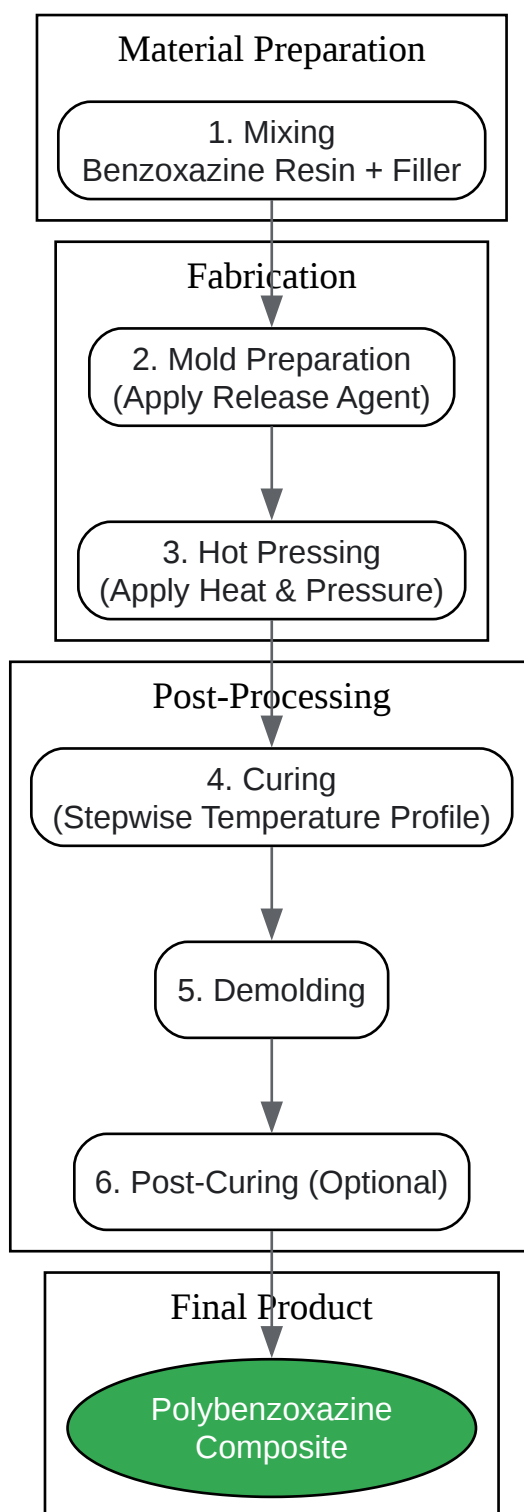 Material Preparation
1. Mixing
Benzoxazine Resin + Filler
Fabrication
2. Mold Preparation
(Apply Release Agent)
3. Hot Pressing
(Apply Heat & Pressure)
Post-Processing
4. Curing
(Stepwise Temperature Profile)
5. Demolding
6. Post-Curing (Optional)
Final Product
Polybenzoxazine
Composite